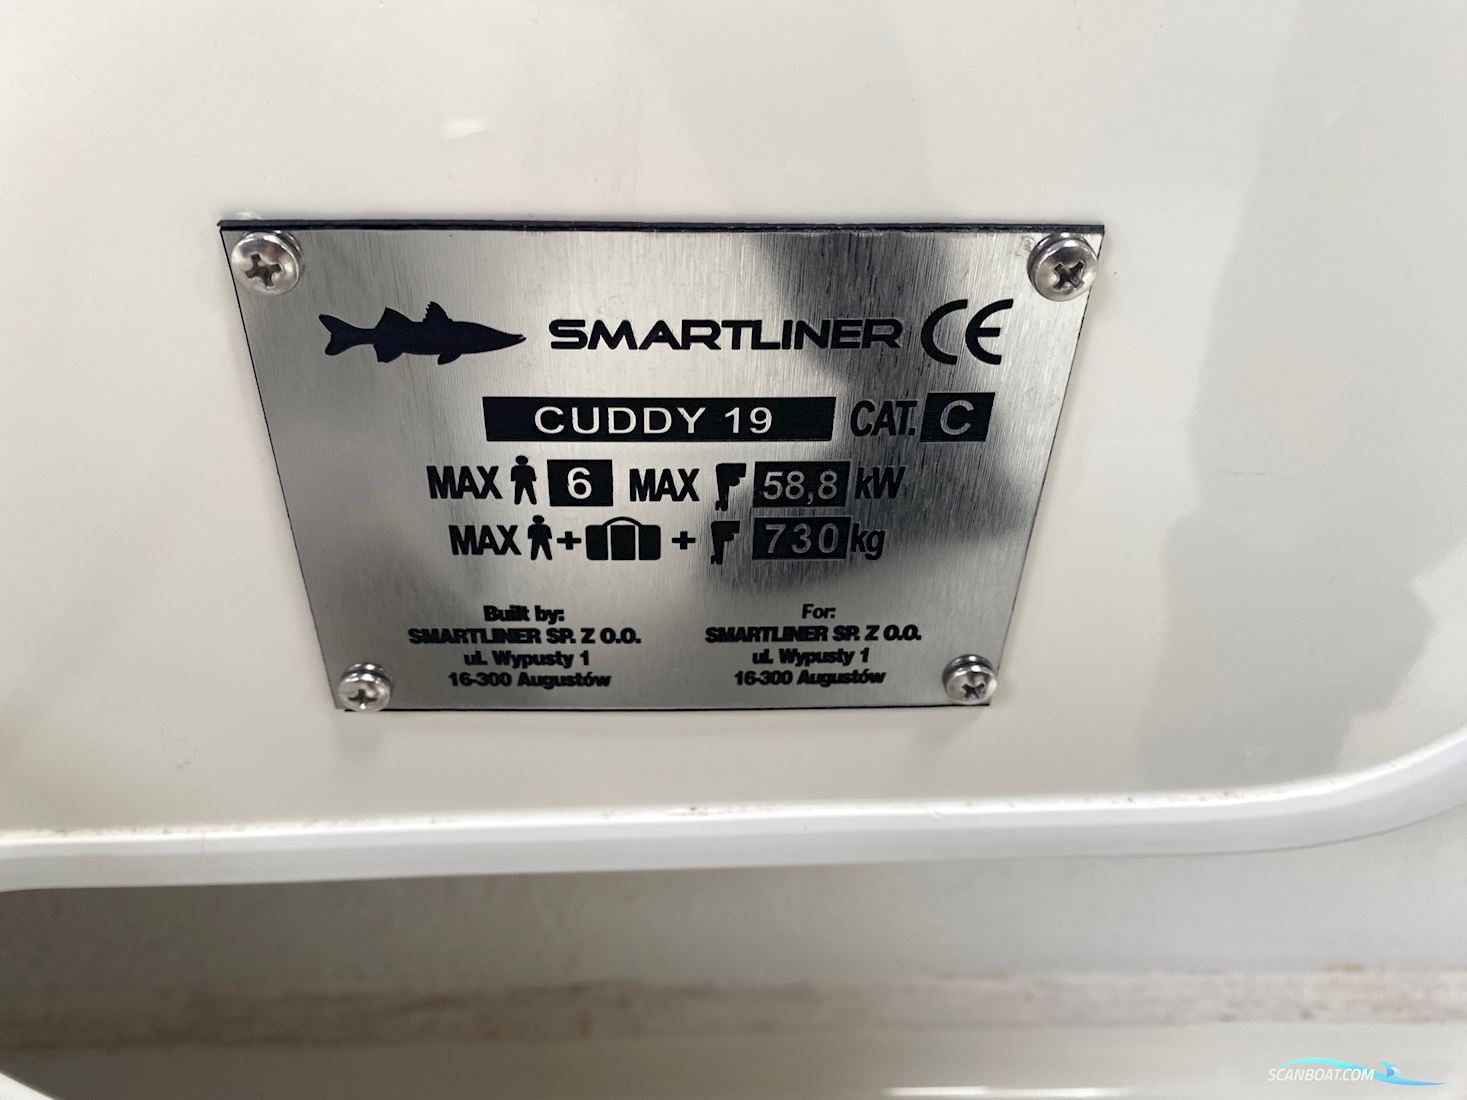 SMARTLINER CE
CUDDY 19 CAT. C
MAX 6 MAX 58,8 kW
MAX + + 730 kg
Built by:
SMARTLINER SP. Z O.O.
ul. Wypusty 1
16-300 Augustów
For:
SMARTLINER SP. Z O.O.
ul. Wypusty 1
16-300 Augustów
SCANBOAT.COM